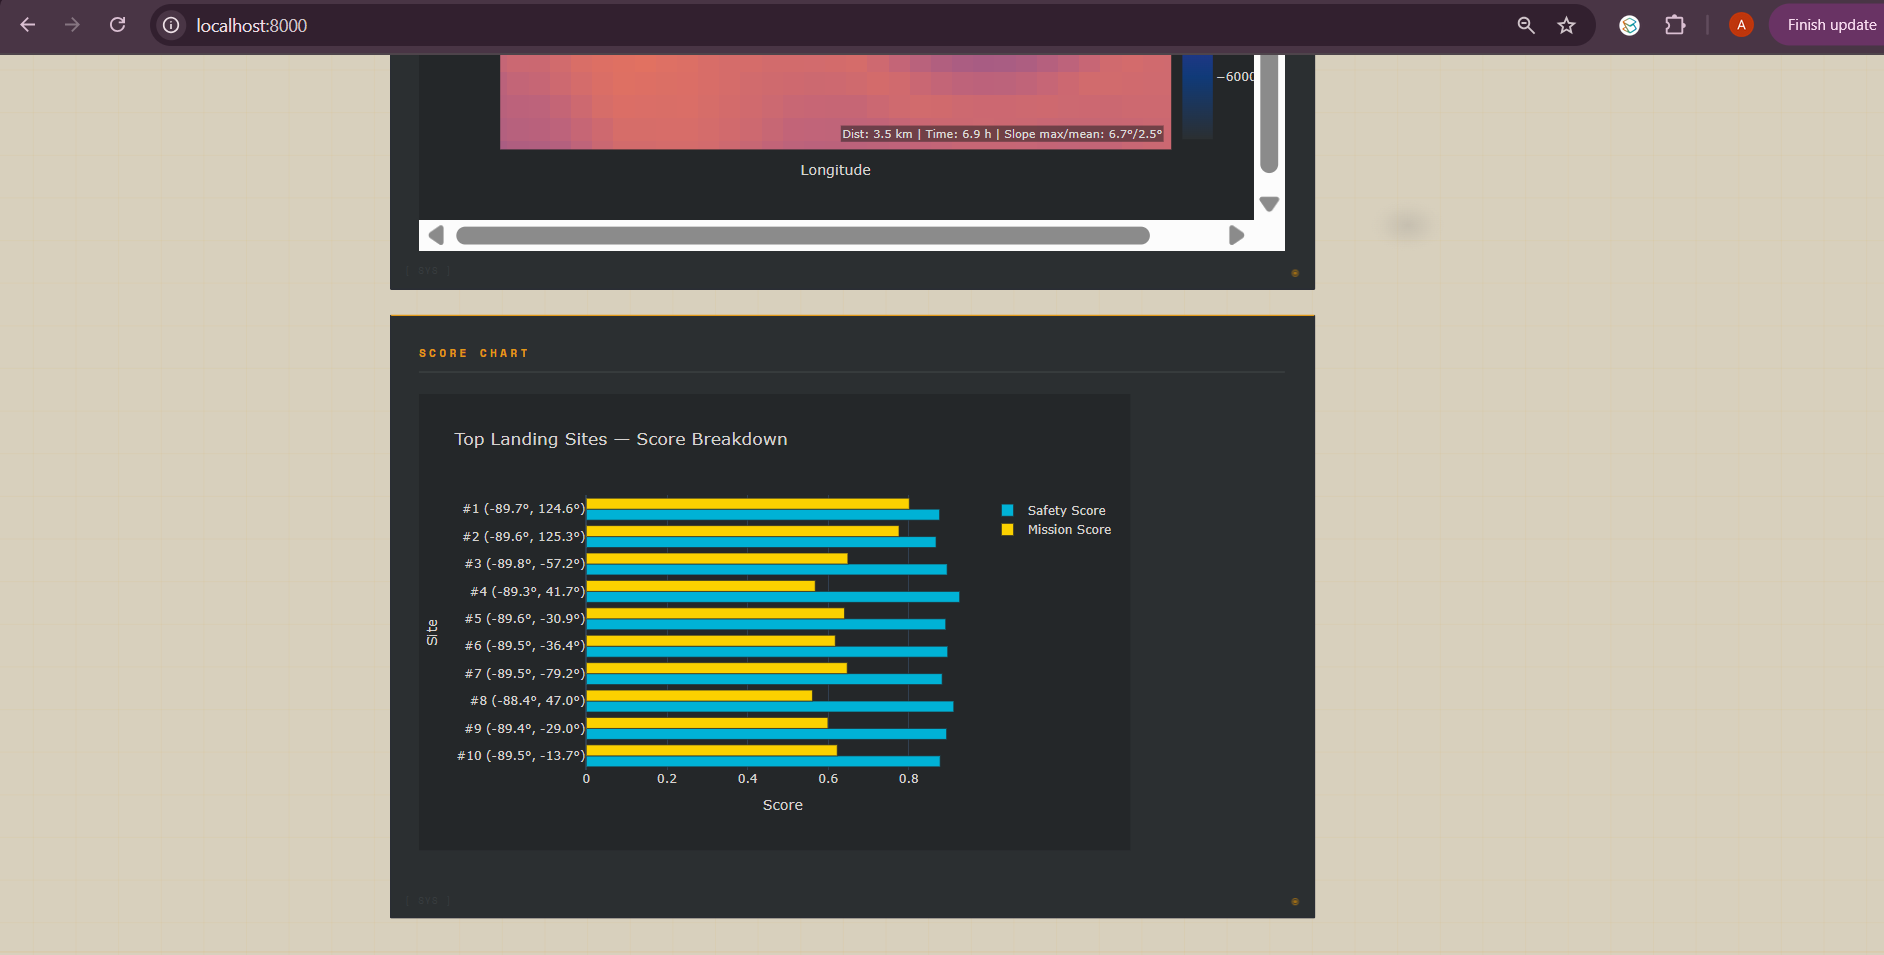 localhost:8000
A
Finish update
−6000
Dist: 3.5 km | Time: 6.9 h | Slope max/mean: 6.7°/2.5°
Longitude
| SYS |
SCORE CHART
Top Landing Sites — Score Breakdown
#1 (-89.7°, 124.6°)
#2 (-89.6°, 125.3°)
#3 (-89.8°, -57.2°)
#4 (-89.3°, 41.7°)
#5 (-89.6°, -30.9°)
#6 (-89.5°, -36.4°)
#7 (-89.5°, -79.2°)
#8 (-88.4°, 47.0°)
#9 (-89.4°, -29.0°)
#10 (-89.5°, -13.7°)
Site
Safety Score
Mission Score
0 0.2 0.4 0.6 0.8
Score
| SYS |